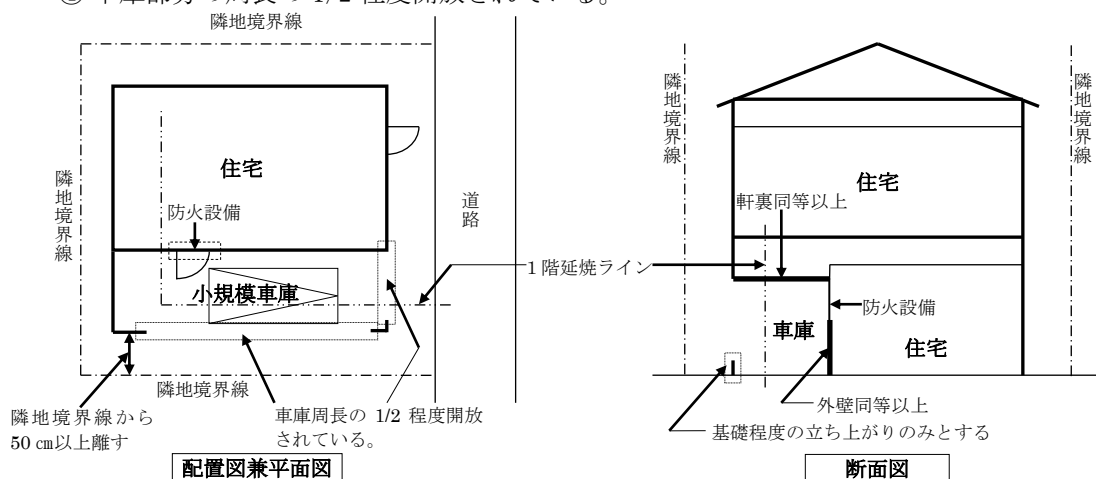 ③ 車庫部分の周長の 1/2 程度開放されている。
隣地境界線
隣地境界線
住宅
防火設備
小規模車庫
道路
1 階延焼ライン
隣地境界線
隣地境界線から
50 ㎝以上離す
車庫周長の 1/2 程度開放
されている。
配置図兼平面図
隣地境界線
隣地境界線
住宅
軒裏同等以上
防火設備
車庫
住宅
外壁同等以上
基礎程度の立ち上がりのみとする
断面図